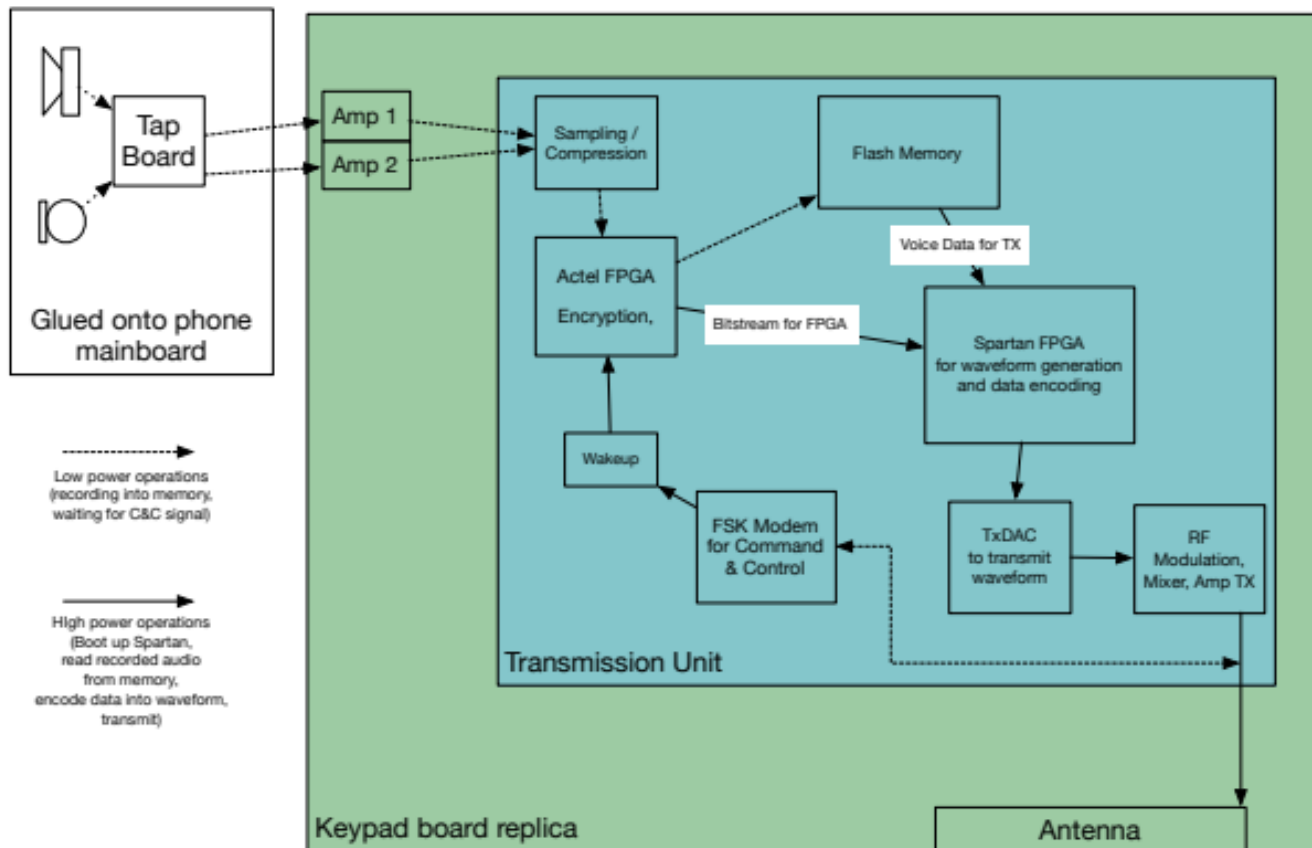 Tap
Board
Glued onto phone
mainboard
Low power operations
(recording into memory,
waiting for C&C signal)
HIgh power operations
(Boot up Spartan,
read recorded audio
from memory,
encode data into waveform,
transmit)
Amp 1
Amp 2
Sampling /
Compression
Flash Memory
Voice Data for TX
Actel FPGA
Encryption,
Bitstream for FPGA
Spartan FPGA
for waveform generation
and data encoding
Wakeup
FSK Modem
for Command
& Control
TxDAC
to transmit
waveform
RF
Modulation,
Mixer, Amp TX
Transmission Unit
Keypad board replica
Antenna